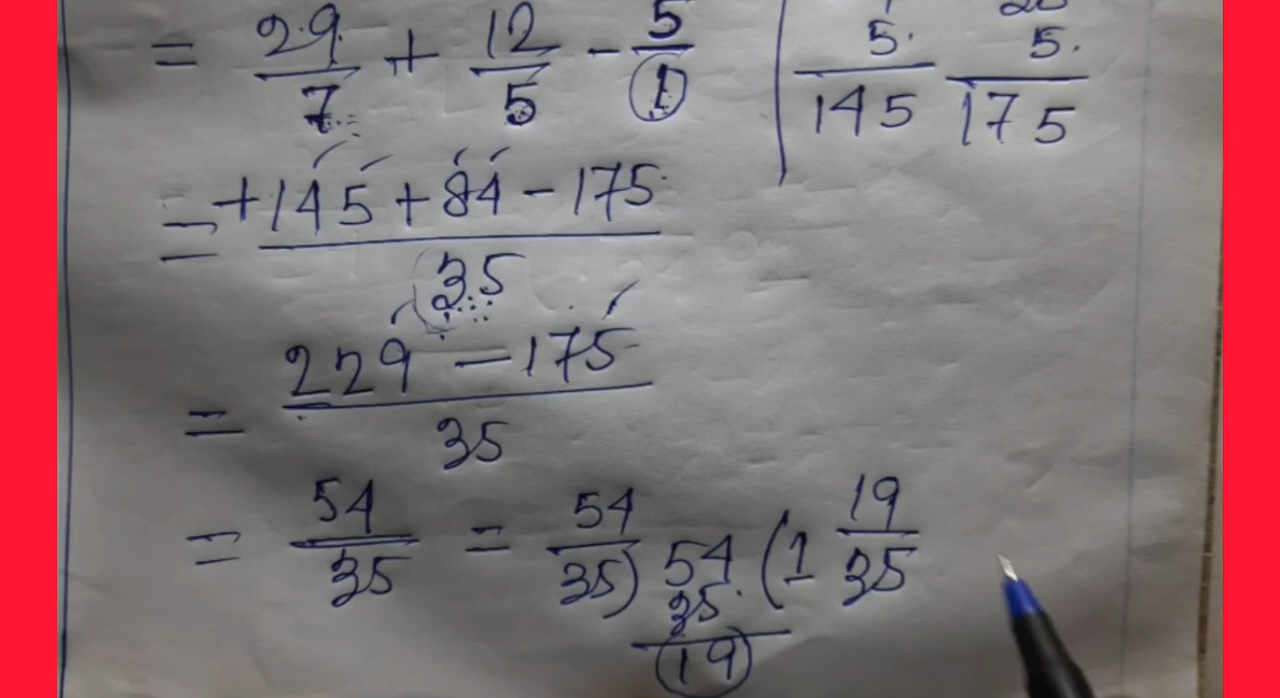 = 29/7 + 12/5 - 5/1
5.
145
5.
175
= +145 + 84 - 175 / 35
= 229 - 175 / 35
= 54/35 = 54/35 ) 54 ( 1 19/35
35
19